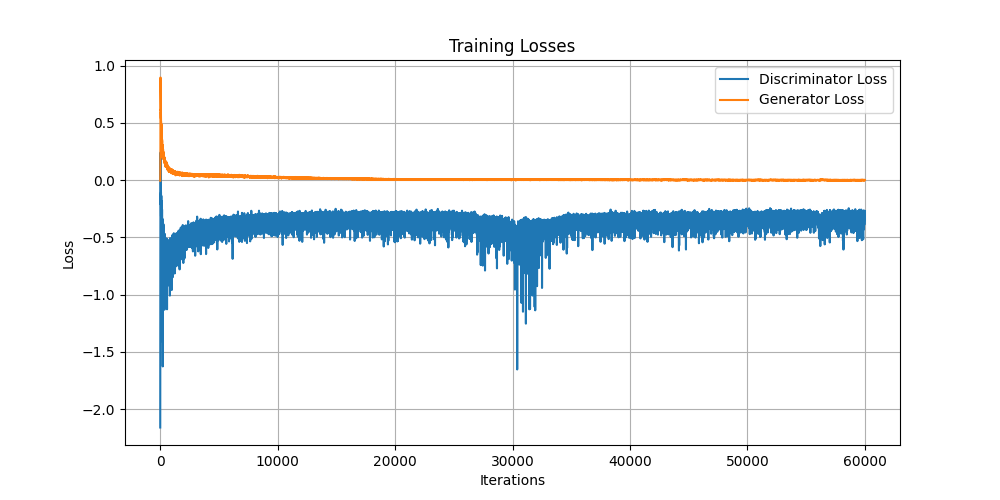 Training Losses
Discriminator Loss
Generator Loss
1.0
0.5
0.0
−0.5
−1.0
−1.5
−2.0
Loss
0 10000 20000 30000 40000 50000 60000
Iterations